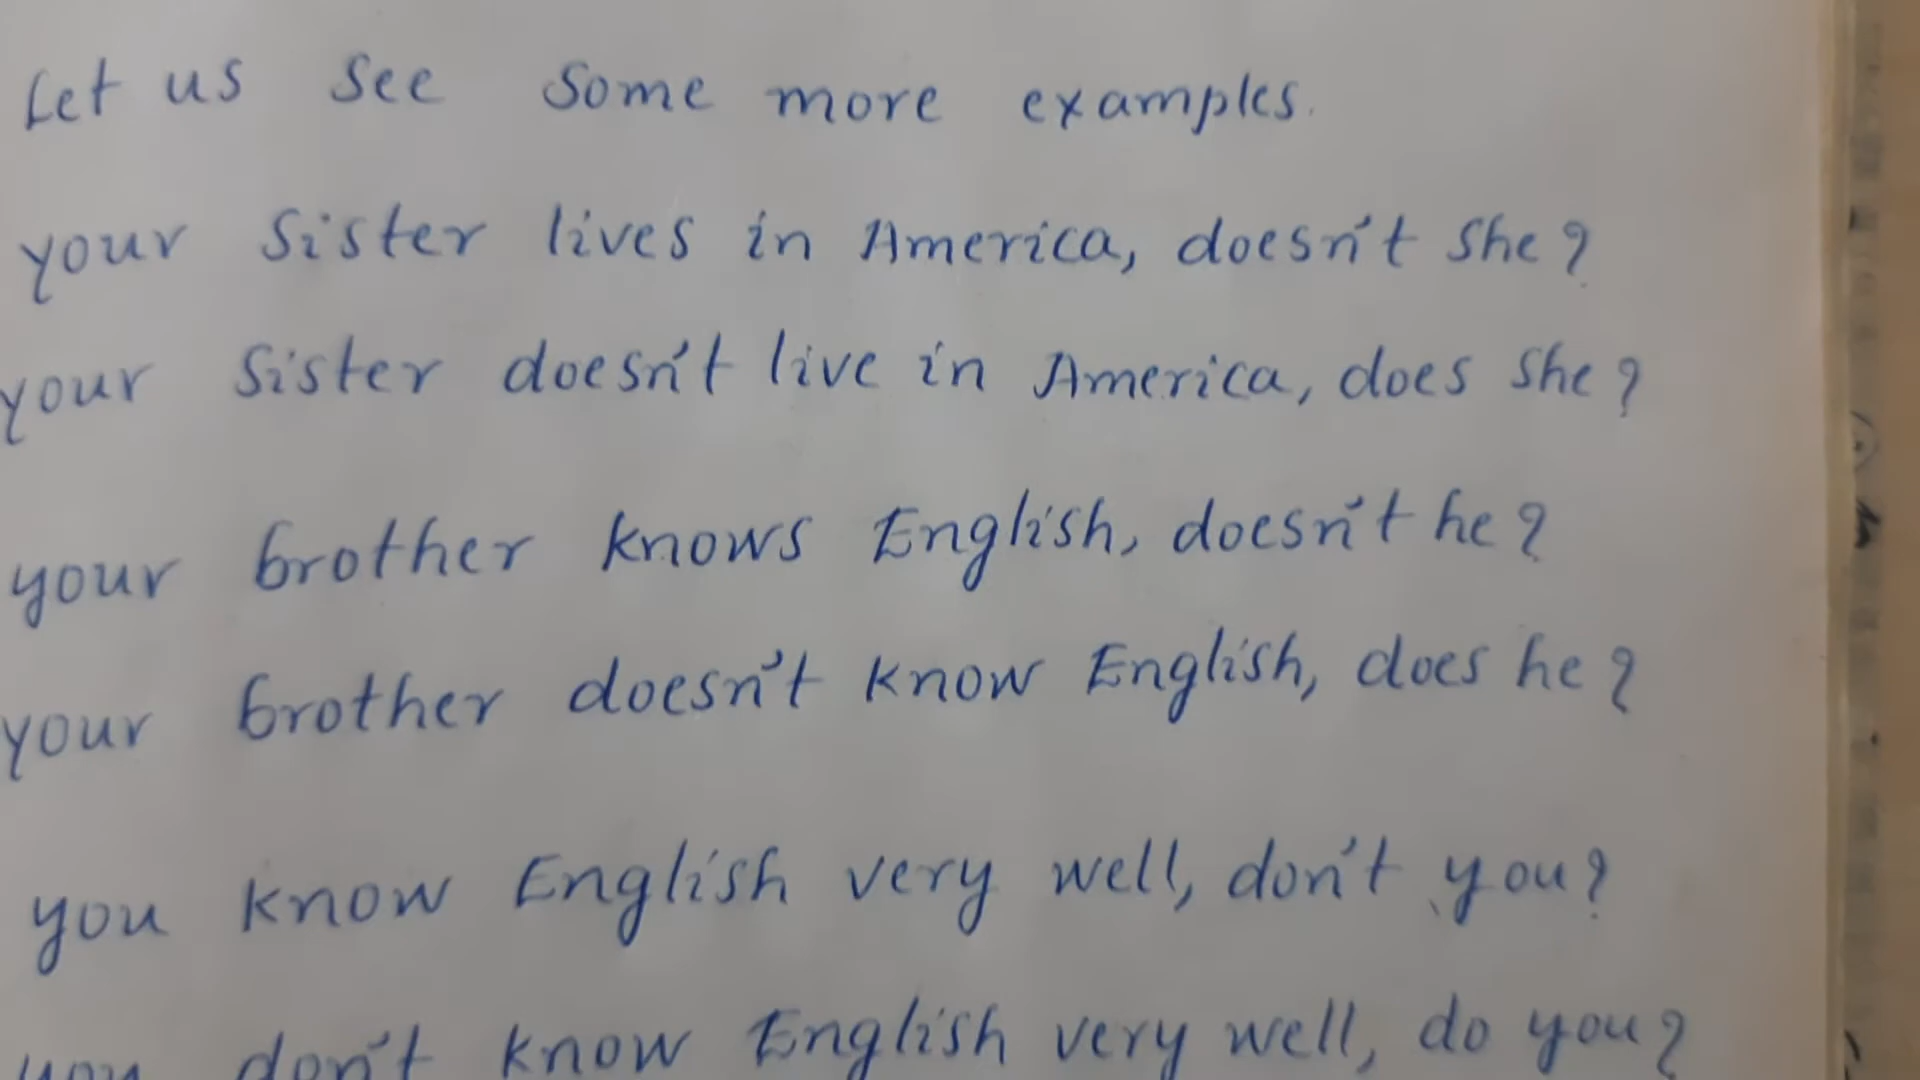 Let us see some more examples.
your sister lives in America, doesn't she?
your sister doesn't live in America, does she?
your brother knows English, doesn't he?
your brother doesn't know English, does he?
you know English very well, don't you?
you don't know English very well, do you?